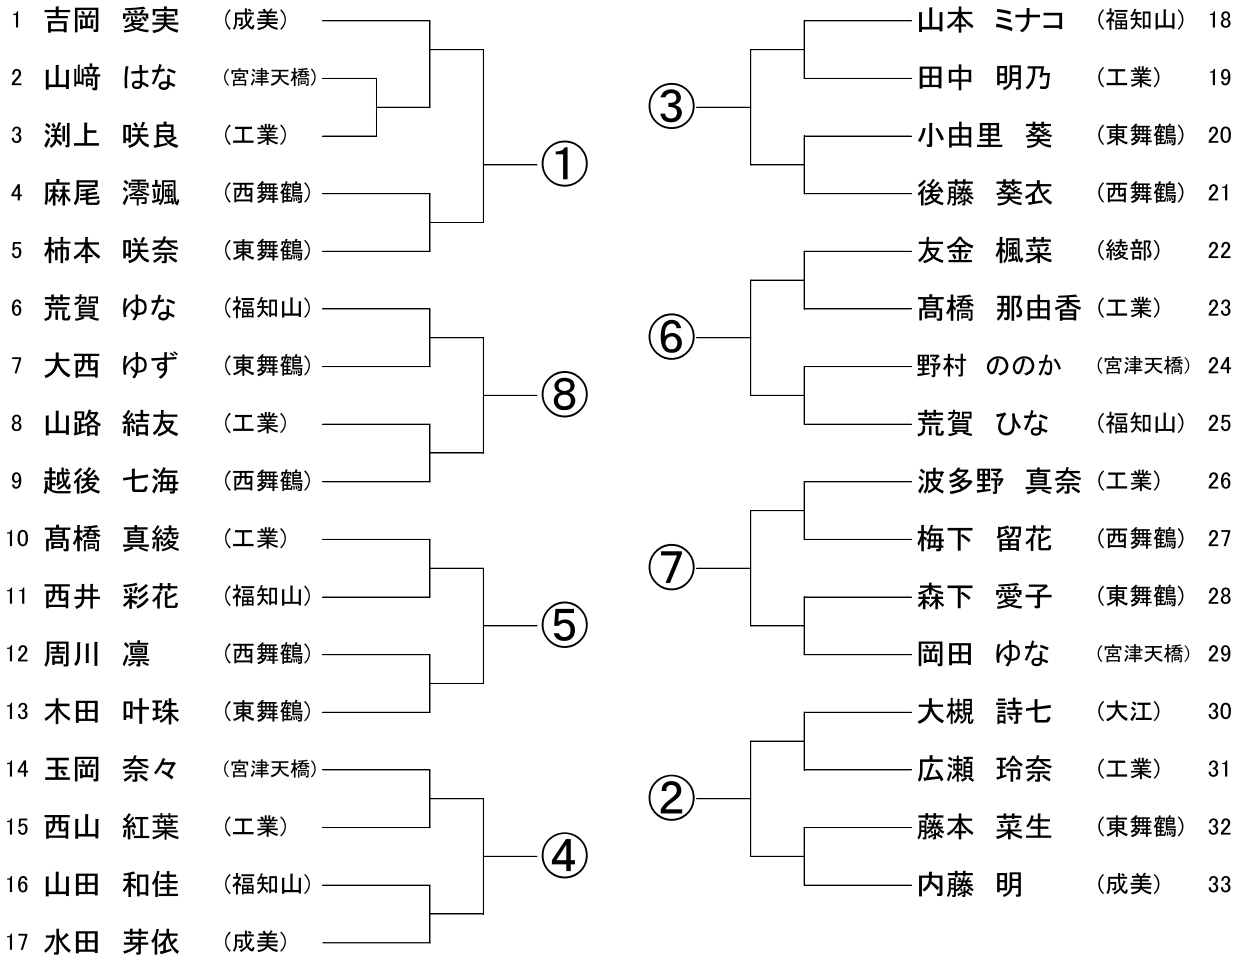 1 吉岡 愛実 （成美）
2 山﨑 はな （宮津天橋）
3 渕上 咲良 （工業）
①
4 麻尾 澪颯 （西舞鶴）
5 柿本 咲奈 （東舞鶴）
6 荒賀 ゆな （福知山）
7 大西 ゆず （東舞鶴）
⑧
8 山路 結友 （工業）
9 越後 七海 （西舞鶴）
10 髙橋 真綾 （工業）
11 西井 彩花 （福知山）
⑤
12 周川 凛 （西舞鶴）
13 木田 叶珠 （東舞鶴）
14 玉岡 奈々 （宮津天橋）
15 西山 紅葉 （工業）
④
16 山田 和佳 （福知山）
17 水田 芽依 （成美）
山本 ミナコ （福知山） 18
田中 明乃 （工業） 19
③
小由里 葵 （東舞鶴） 20
後藤 葵衣 （西舞鶴） 21
友金 楓菜 （綾部） 22
髙橋 那由香 （工業） 23
⑥
野村 ののか （宮津天橋） 24
荒賀 ひな （福知山） 25
波多野 真奈 （工業） 26
梅下 留花 （西舞鶴） 27
⑦
森下 愛子 （東舞鶴） 28
岡田 ゆな （宮津天橋） 29
大槻 詩七 （大江） 30
広瀬 玲奈 （工業） 31
②
藤本 菜生 （東舞鶴） 32
内藤 明 （成美） 33